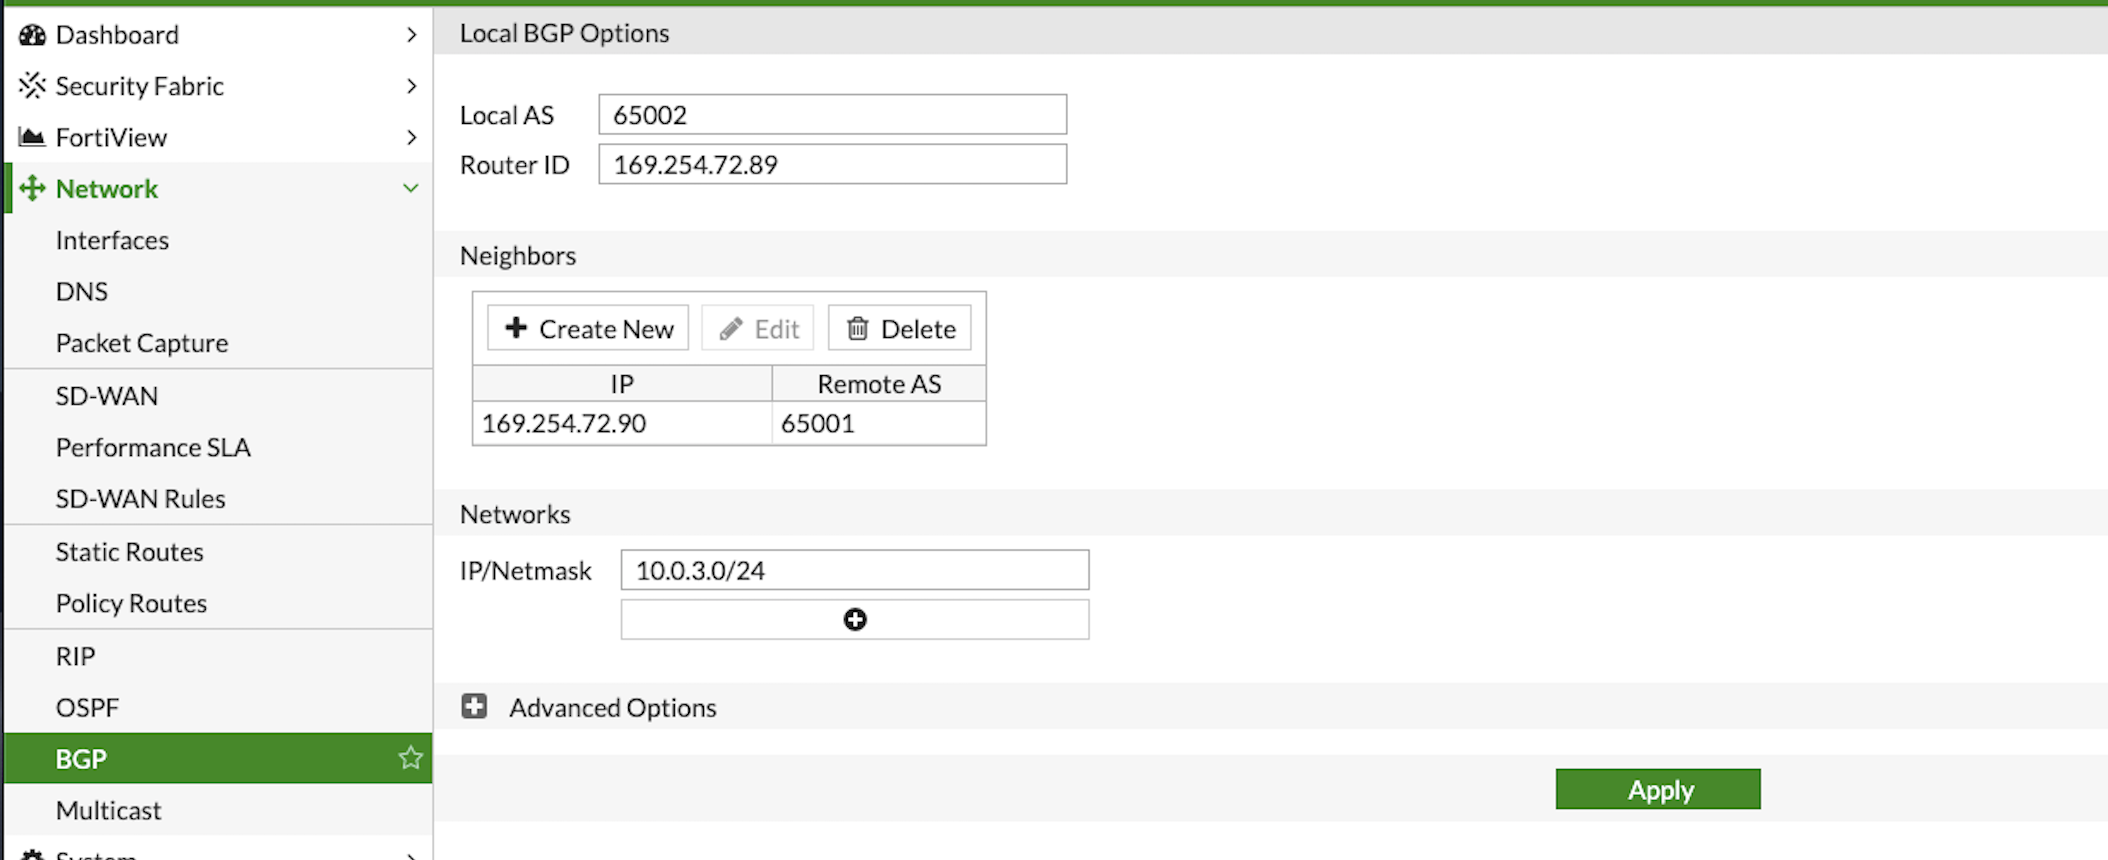 Dashboard
Security Fabric
FortiView
Network
Interfaces
DNS
Packet Capture
SD-WAN
Performance SLA
SD-WAN Rules
Static Routes
Policy Routes
RIP
OSPF
BGP
Multicast
System
Local BGP Options
Local AS 65002
Router ID 169.254.72.89
Neighbors
Create New Edit Delete
IP Remote AS
169.254.72.90 65001
Networks
IP/Netmask 10.0.3.0/24
Advanced Options
Apply